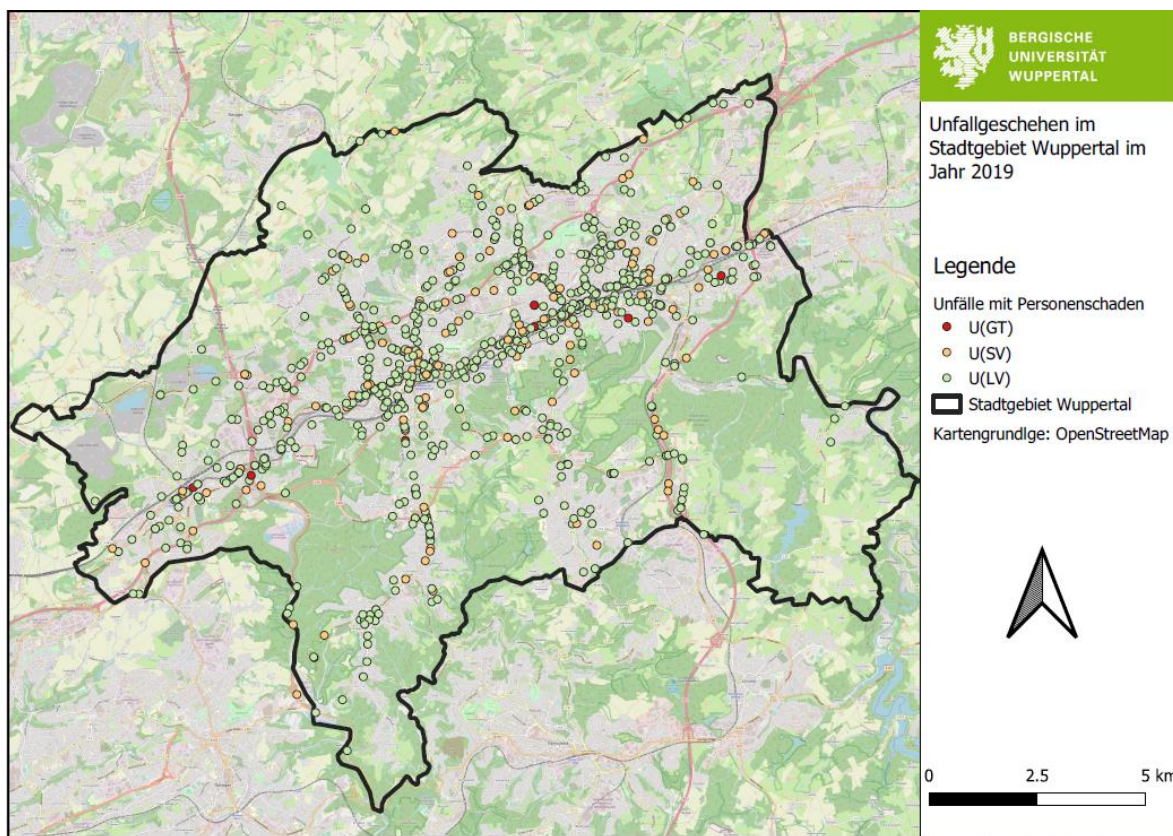 BERGISCHE
UNIVERSITÄT
WUPPERTAL
Unfallgeschehen im
Stadtgebiet Wuppertal im
Jahr 2019
Legende
Unfälle mit Personenschaden
U(GT)
U(SV)
U(LV)
Stadtgebiet Wuppertal
Kartengrundlge: OpenStreetMap
0 2.5 5 km